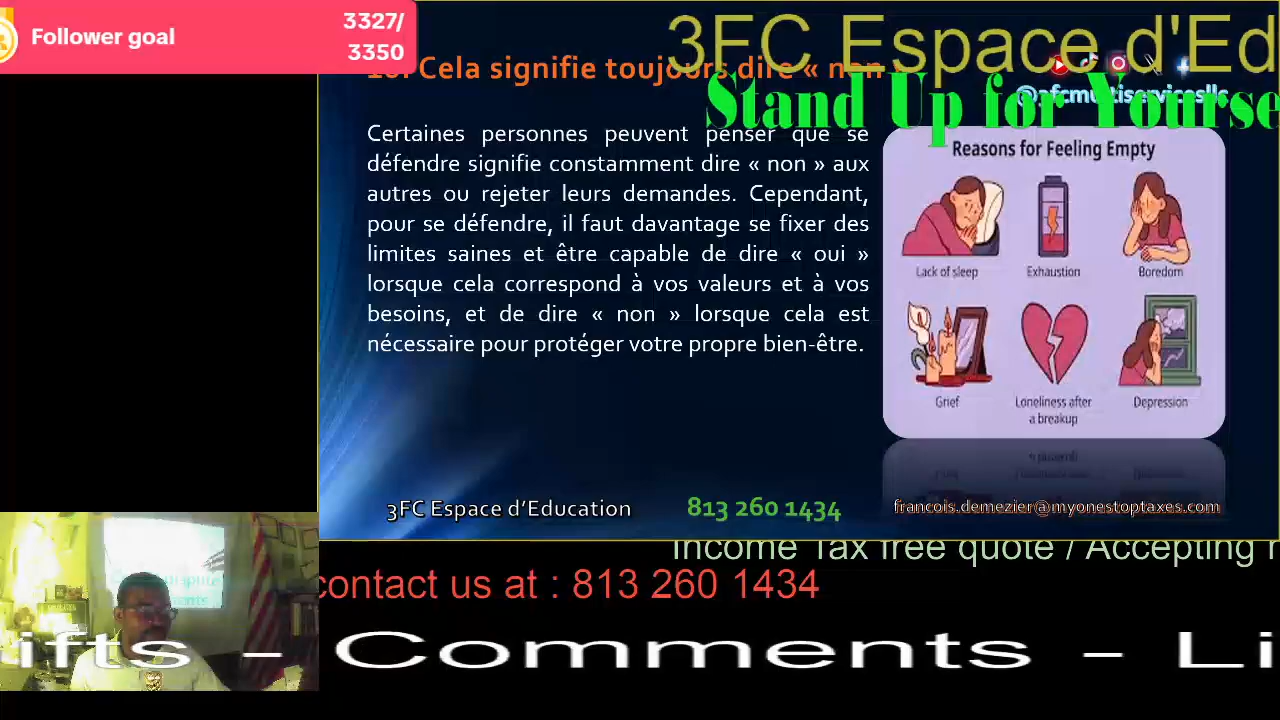 Follower goal
3327/
3350
3FC Espace d'Ed
Cela signifie toujours dire « non »
Stand Up for Yourse
Certaines personnes peuvent penser que se
défendre signifie constamment dire « non » aux
autres ou rejeter leurs demandes. Cependant,
pour se défendre, il faut davantage se fixer des
limites saines et être capable de dire « oui »
lorsque cela correspond à vos valeurs et à vos
besoins, et de dire « non » lorsque cela est
nécessaire pour protéger votre propre bien-être.
Reasons for Feeling Empty
Lack of sleep
Exhaustion
Boredom
Grief
Loneliness after
a breakup
Depression
3FC Espace d'Education
813 260 1434
francois.demezier@myonestoptaxes.com
Income Tax free quote / Accepting
contact us at : 813 260 1434
ifts - Comments - Li